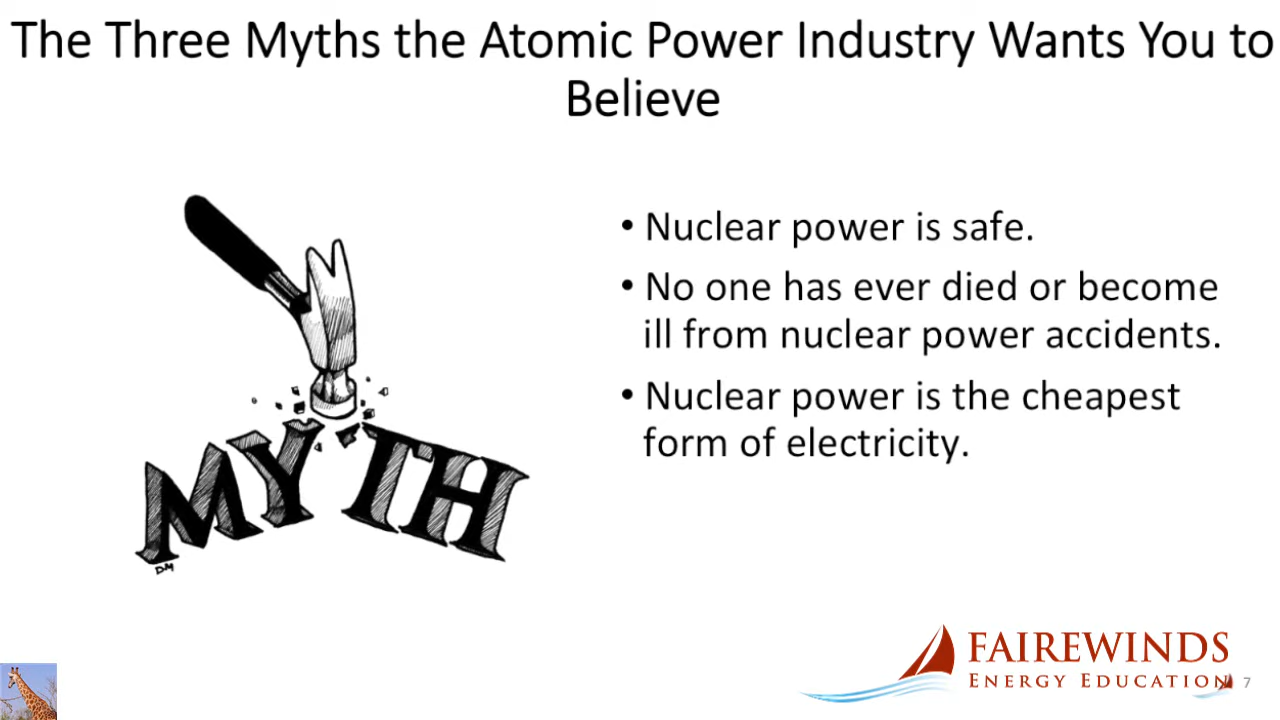 The Three Myths the Atomic Power Industry Wants You to
Believe
• Nuclear power is safe.
• No one has ever died or become
ill from nuclear power accidents.
• Nuclear power is the cheapest
form of electricity.
MYTH
DM
FAIREWINDS
ENERGY EDUCATION
7